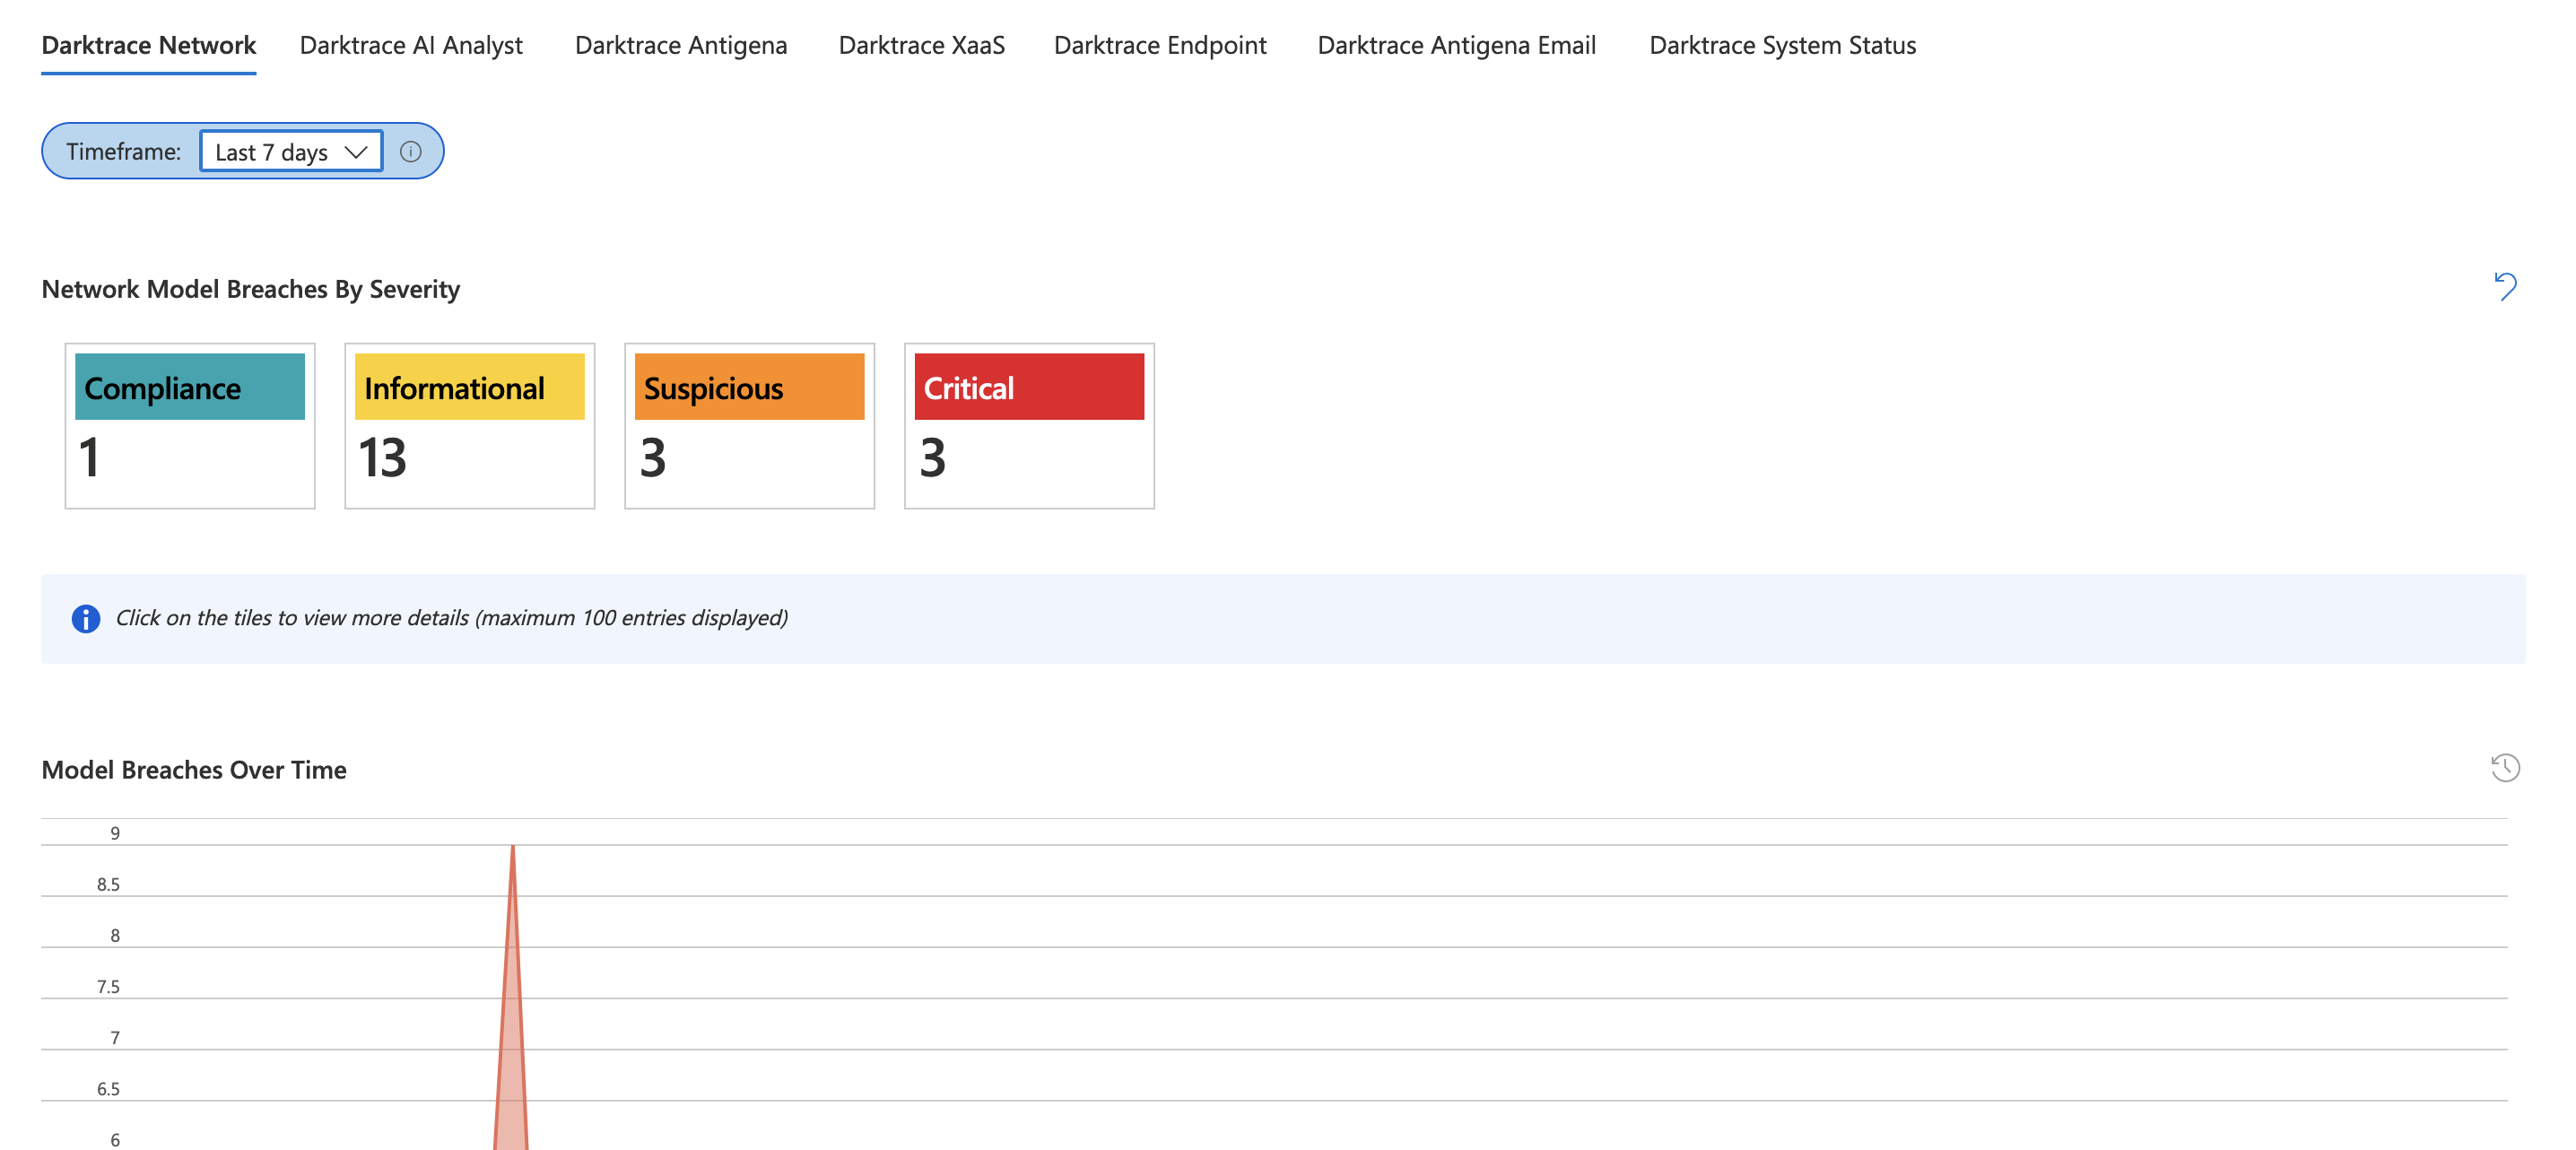 Darktrace Network Darktrace AI Analyst Darktrace Antigena Darktrace XaaS Darktrace Endpoint Darktrace Antigena Email Darktrace System Status
Timeframe: Last 7 days
Network Model Breaches By Severity
Compliance Informational Suspicious Critical
1 13 3 3
Click on the tiles to view more details (maximum 100 entries displayed)
Model Breaches Over Time
9
8.5
8
7.5
7
6.5
6